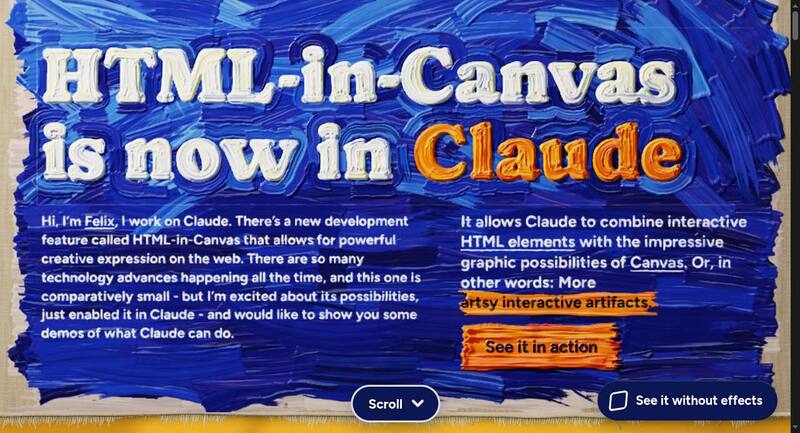 HTML-in-Canvas
is now in Claude
Hi, I'm Felix, I work on Claude. There's a new development
feature called HTML-in-Canvas that allows for powerful
creative expression on the web. There are so many
technology advances happening all the time, and this one is
comparatively small - but I'm excited about its possibilities,
just enabled it in Claude - and would like to show you some
demos of what Claude can do.
It allows Claude to combine interactive
HTML elements with the impressive
graphic possibilities of Canvas. Or, in
other words: More
artsy interactive artifacts.
See it in action
Scroll
See it without effects